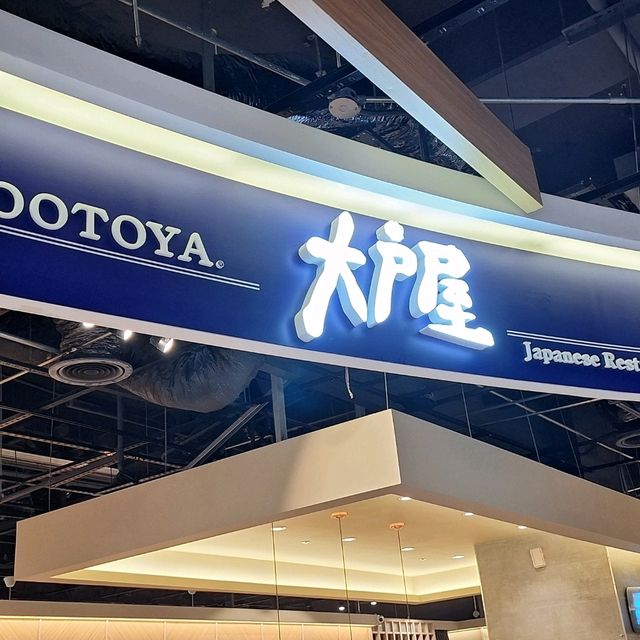 OOTOYA.
大戸屋
Japanese Rest